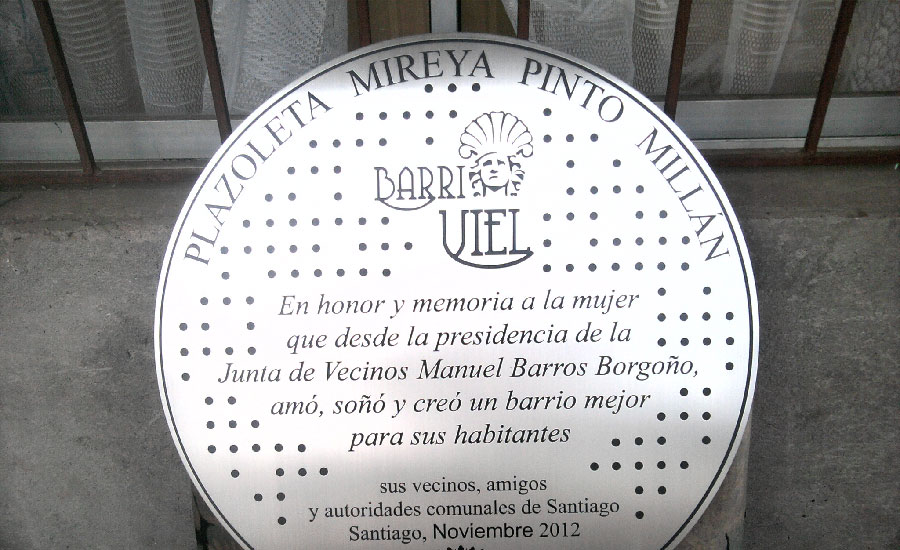 PLAZOLETA MIREYA PINTO MILLÁN
BARRI
VIEL
En honor y memoria a la mujer
que desde la presidencia de la
Junta de Vecinos Manuel Barros Borgoño,
amó, soñó y creó un barrio mejor
para sus habitantes
sus vecinos, amigos
y autoridades comunales de Santiago
Santiago, Noviembre 2012